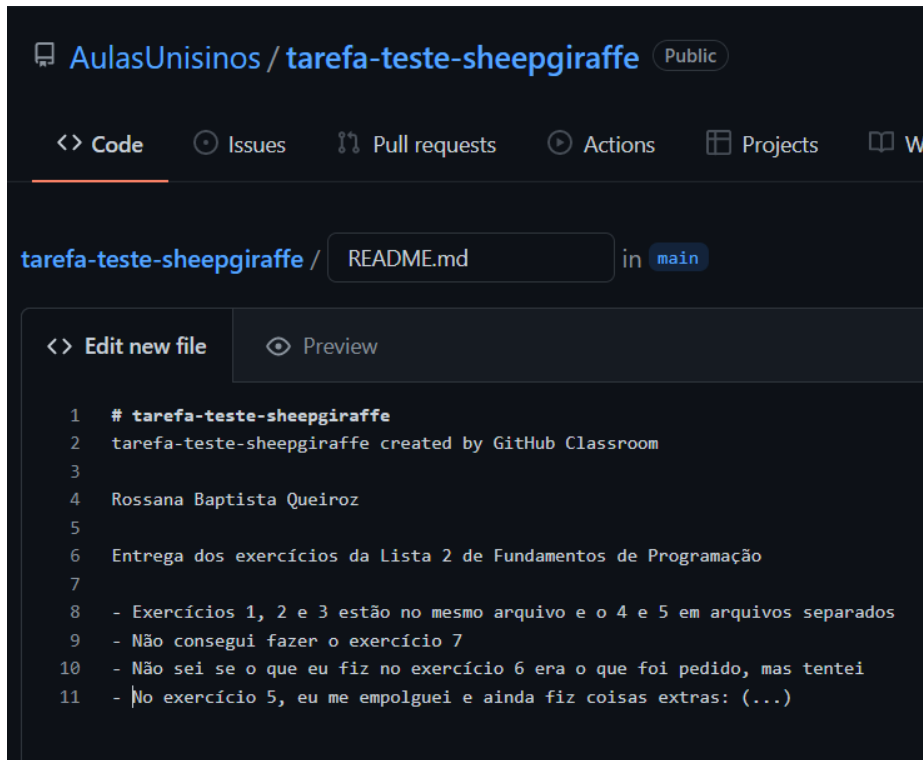 AulasUnisinos / tarefa-teste-sheepgiraffe Public
Code Issues Pull requests Actions Projects W
tarefa-teste-sheepgiraffe / README.md in main
Edit new file Preview
1 # tarefa-teste-sheepgiraffe
2 tarefa-teste-sheepgiraffe created by GitHub Classroom
3
4 Rossana Baptista Queiroz
5
6 Entrega dos exercícios da Lista 2 de Fundamentos de Programação
7
8 - Exercícios 1, 2 e 3 estão no mesmo arquivo e o 4 e 5 em arquivos separados
9 - Não consegui fazer o exercício 7
10 - Não sei se o que eu fiz no exercício 6 era o que foi pedido, mas tentei
11 - No exercício 5, eu me empolguei e ainda fiz coisas extras: (...)